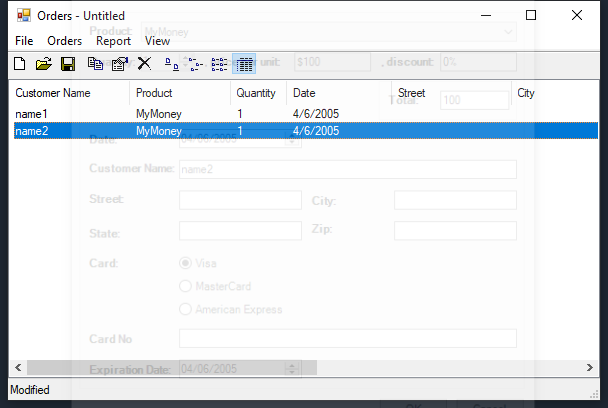 Orders - Untitled
File Orders Report View
Product: MyMoney
unit: $100 , discount: 0%
Customer Name Product Quantity Date Street City
Total: 100
name1 MyMoney 1 4/6/2005
name2 MyMoney 1 4/6/2005
Date: 04/06/2005
Customer Name: name2
Street: City:
State: Zip:
Card: Visa
MasterCard
American Express
Card No
Expiration Date: 04/06/2005
Modified